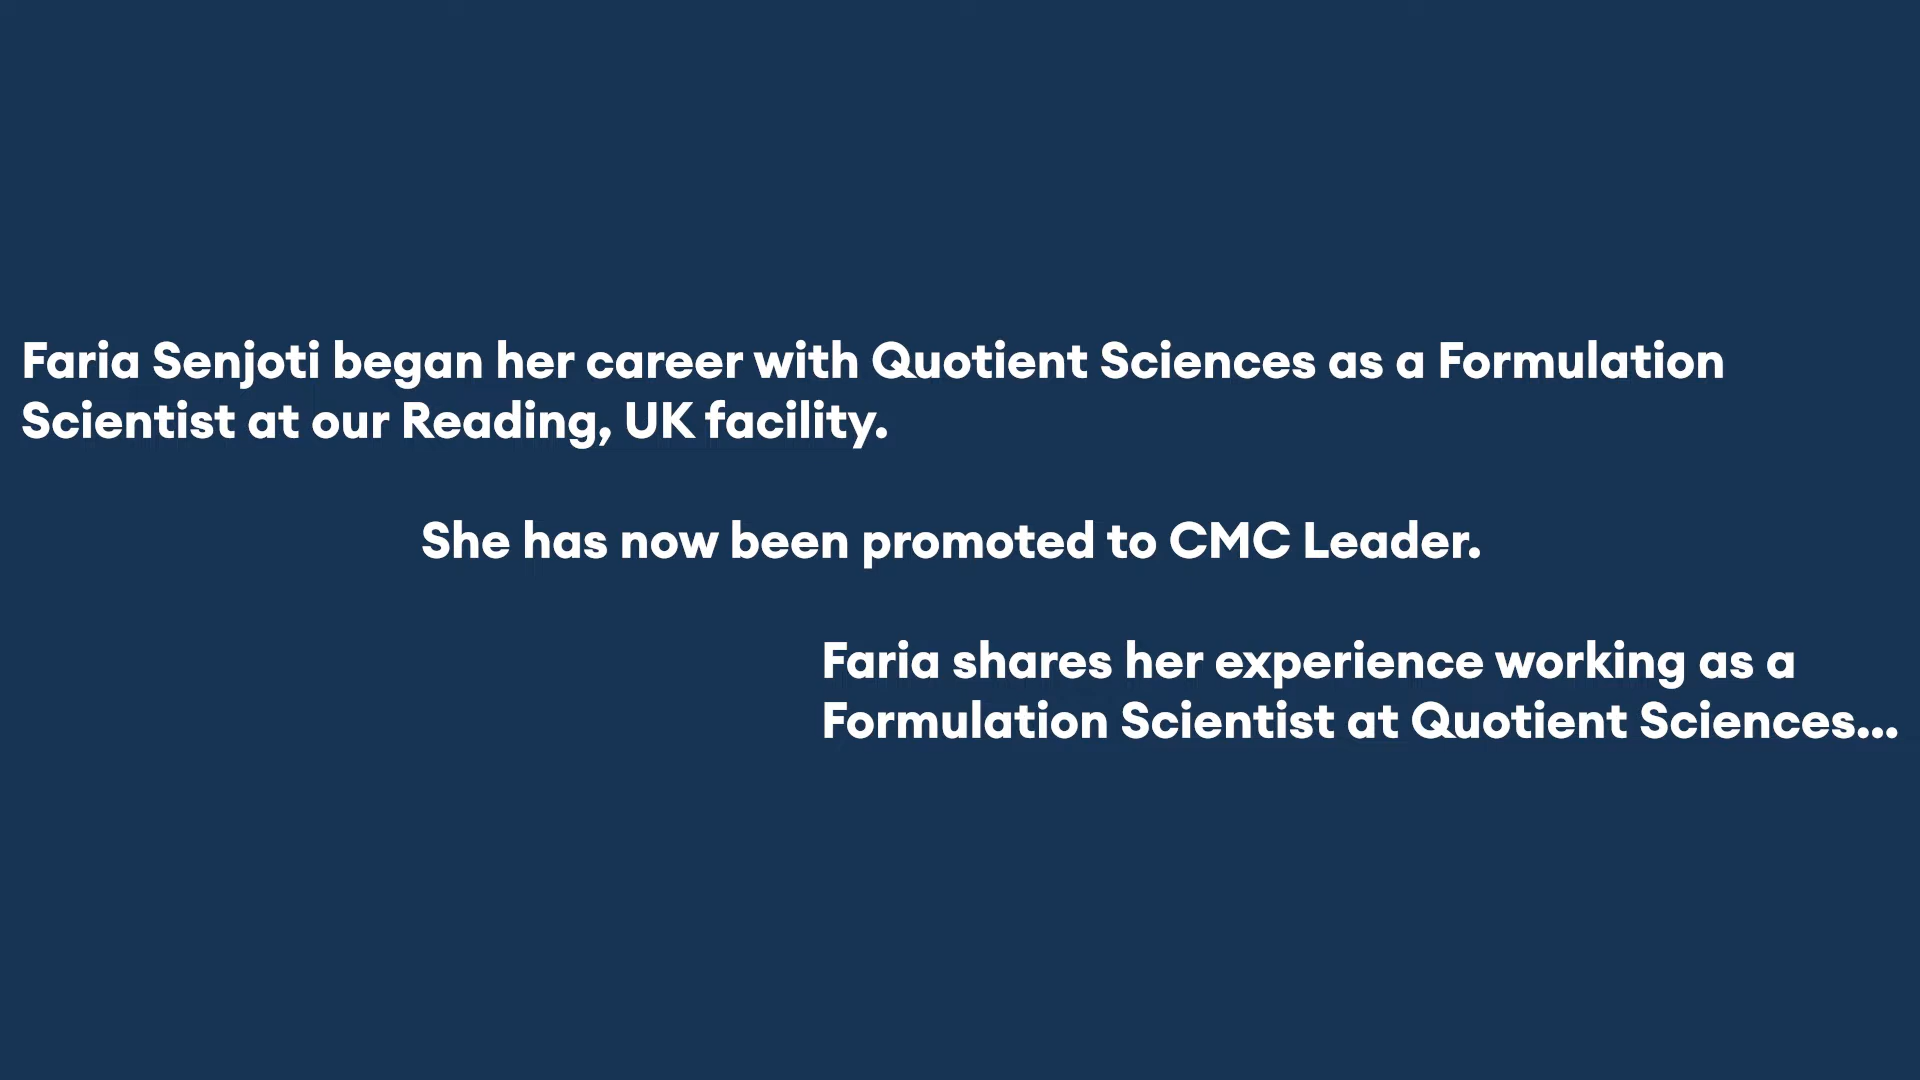 Faria Senjoti began her career with Quotient Sciences as a Formulation
Scientist at our Reading, UK facility.
She has now been promoted to CMC Leader.
Faria shares her experience working as a
Formulation Scientist at Quotient Sciences...